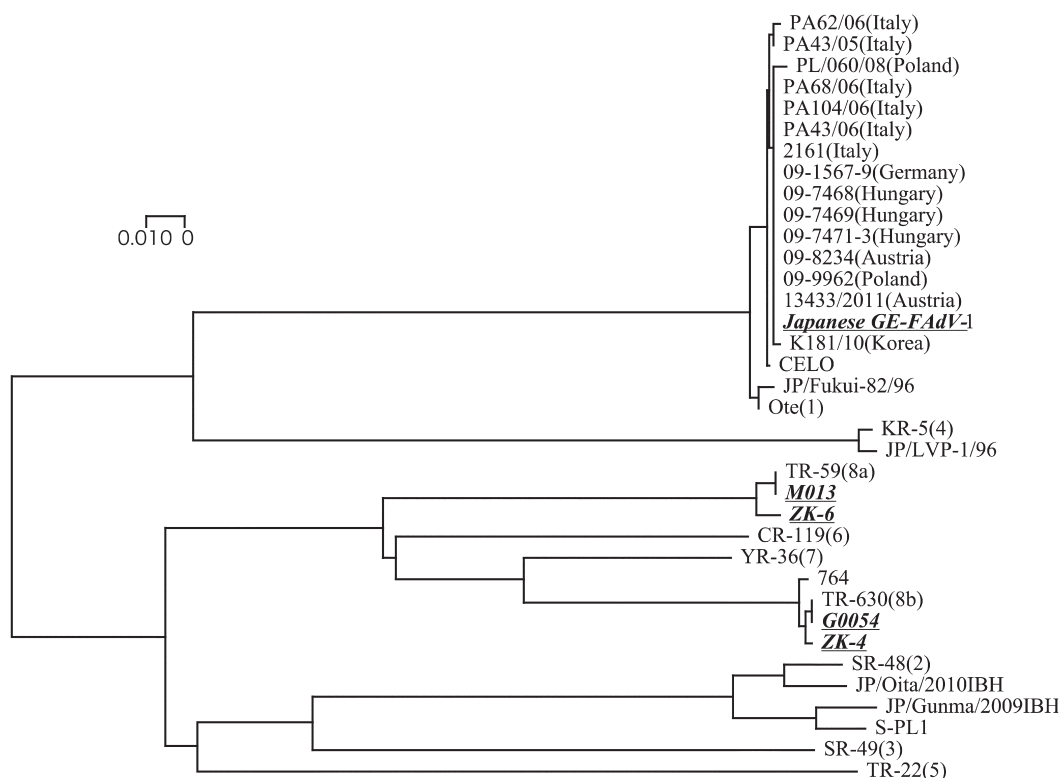 PA62/06(Italy)
PA43/05(Italy)
PL/060/08(Poland)
PA68/06(Italy)
PA104/06(Italy)
PA43/06(Italy)
2161(Italy)
09-1567-9(Germany)
09-7468(Hungary)
09-7469(Hungary)
0.010 0
09-7471-3(Hungary)
09-8234(Austria)
09-9962(Poland)
13433/2011(Austria)
Japanese GE-FAdV-1
K181/10(Korea)
CELO
JP/Fukui-82/96
Ote(1)
KR-5(4)
JP/LVP-1/96
TR-59(8a)
M013
ZK-6
CR-119(6)
YR-36(7)
764
TR-630(8b)
G0054
ZK-4
SR-48(2)
JP/Oita/2010IBH
JP/Gunma/2009IBH
S-PL1
SR-49(3)
TR-22(5)